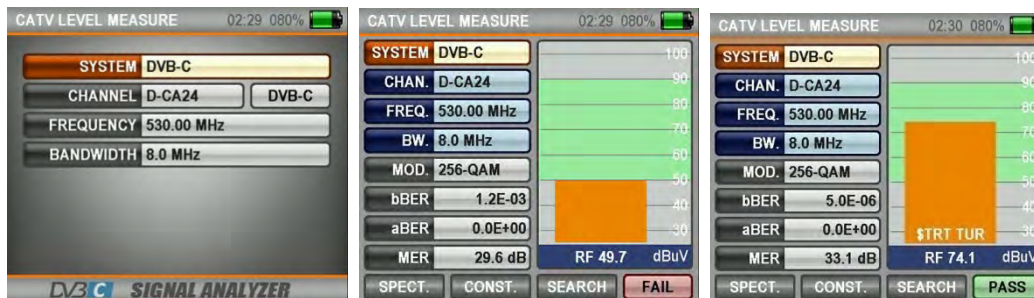 CATV LEVEL MEASURE 02:29 080%
SYSTEM DVB-C
CHANNEL D-CA24 DVB-C
FREQUENCY 530.00 MHz
BANDWIDTH 8.0 MHz
DVB C SIGNAL ANALYZER
CATV LEVEL MEASURE 02:29 080%
SYSTEM DVB-C
CHAN. D-CA24
FREQ. 530.00 MHz
BW. 8.0 MHz
MOD. 256-QAM
bBER 1.2E-03
aBER 0.0E+00
MER 29.6 dB
100
90
80
70
60
50
40
30
RF 49.7 dBuV
SPECT. CONST. SEARCH FAIL
CATV LEVEL MEASURE 02:30 080%
SYSTEM DVB-C
CHAN. D-CA24
FREQ. 530.00 MHz
BW. 8.0 MHz
MOD. 256-QAM
bBER 5.0E-06
aBER 0.0E+00
MER 33.1 dB
100
90
80
70
60
50
40
30
$TRT TUR
RF 74.1 dBuV
SPECT. CONST. SEARCH PASS